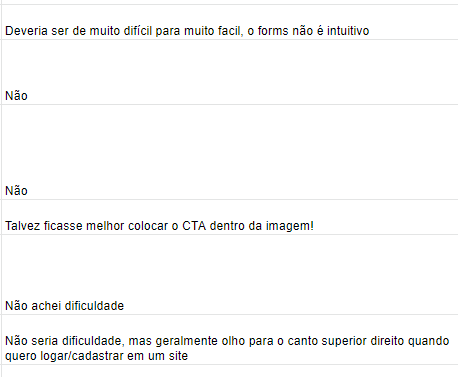 Deveria ser de muito difícil para muito facil, o forms não é intuitivo
Não
Não
Talvez ficasse melhor colocar o CTA dentro da imagem!
Não achei dificuldade
Não seria dificuldade, mas geralmente olho para o canto superior direito quando
quero logar/cadastrar em um site